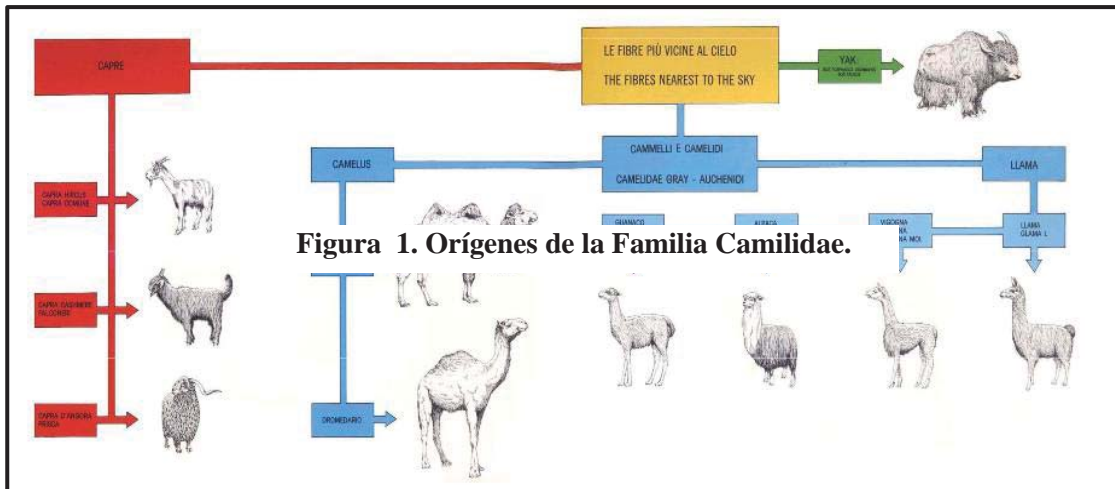 CAPRE
LE FIBRE PIÙ VICINE AL CIELO
THE FIBRES NEAREST TO THE SKY
YAK
CAMELUS
CAMMELLI E CAMELIDI
CAMELIDAE GRAY - AUCHENIDI
LLAMA
CAPRA HIRCUS
CAPRA COMUNE
GUANACO
ALPACA
VIGOGNA
LLAMA
GLAMA L
Figura 1. Orígenes de la Familia Camilidae.
CAPRA CASHMERE
FALCONERI
CAPRA D'ANGORA
DROMEDARIO